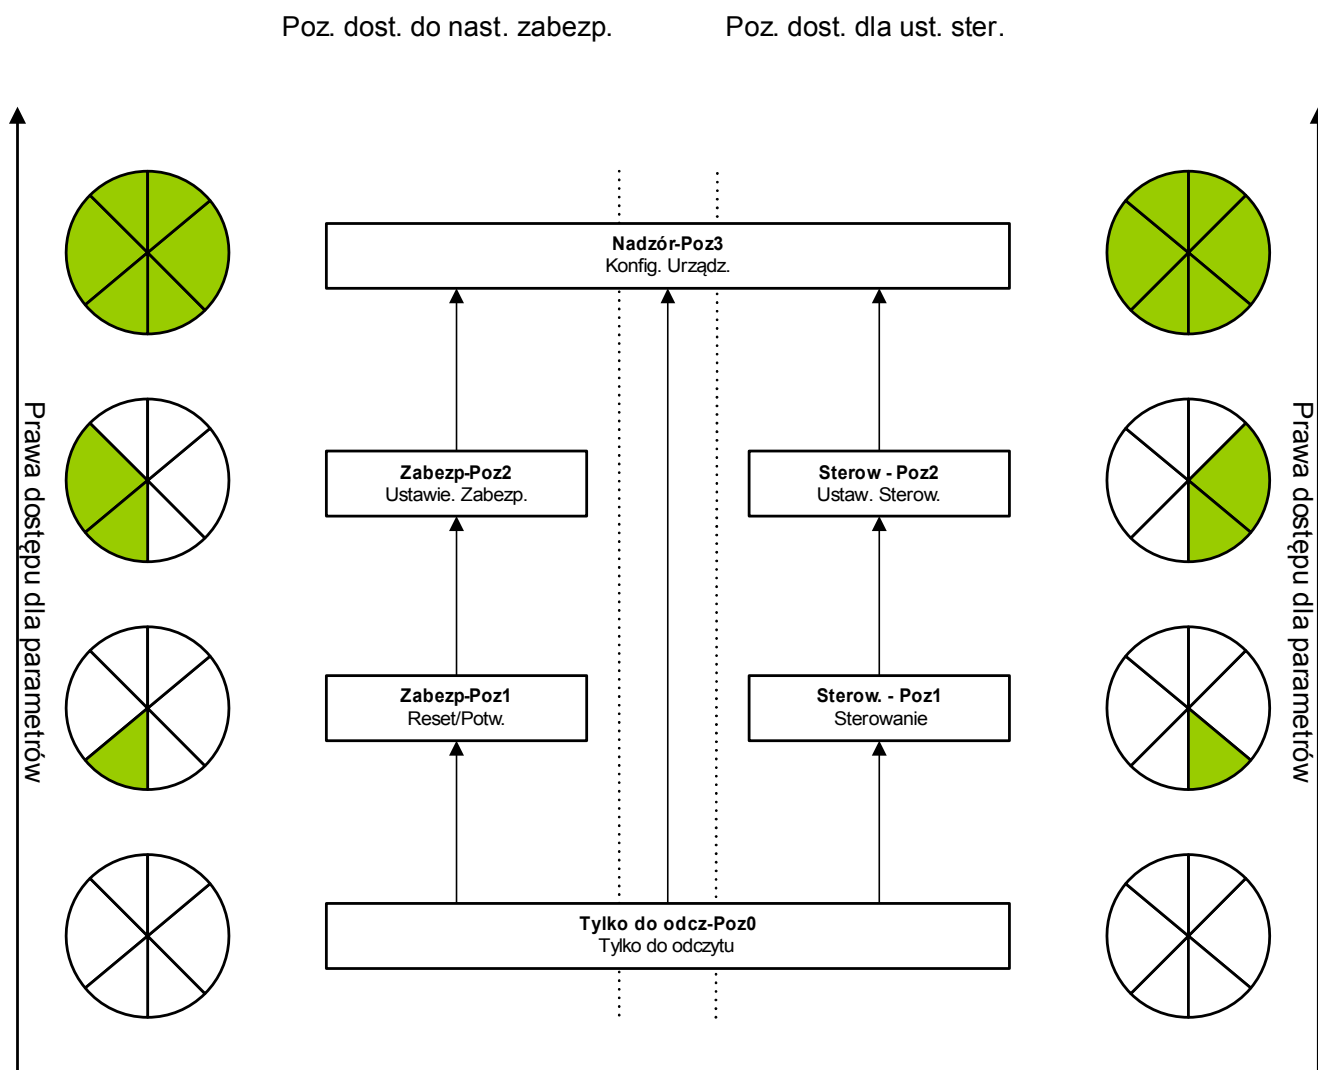 Poz. dost. do nast. zabezp.
Poz. dost. dla ust. ster.
Nadzór-Poz3
Konfig. Urządz.
Prawa dostępu dla parametrów
Zabezp-Poz2
Ustawie. Zabezp.
Sterow - Poz2
Ustaw. Sterow.
Prawa dostępu dla parametrów
Zabezp-Poz1
Reset/Potw.
Sterow. - Poz1
Sterowanie
Tylko do odcz-Poz0
Tylko do odczytu